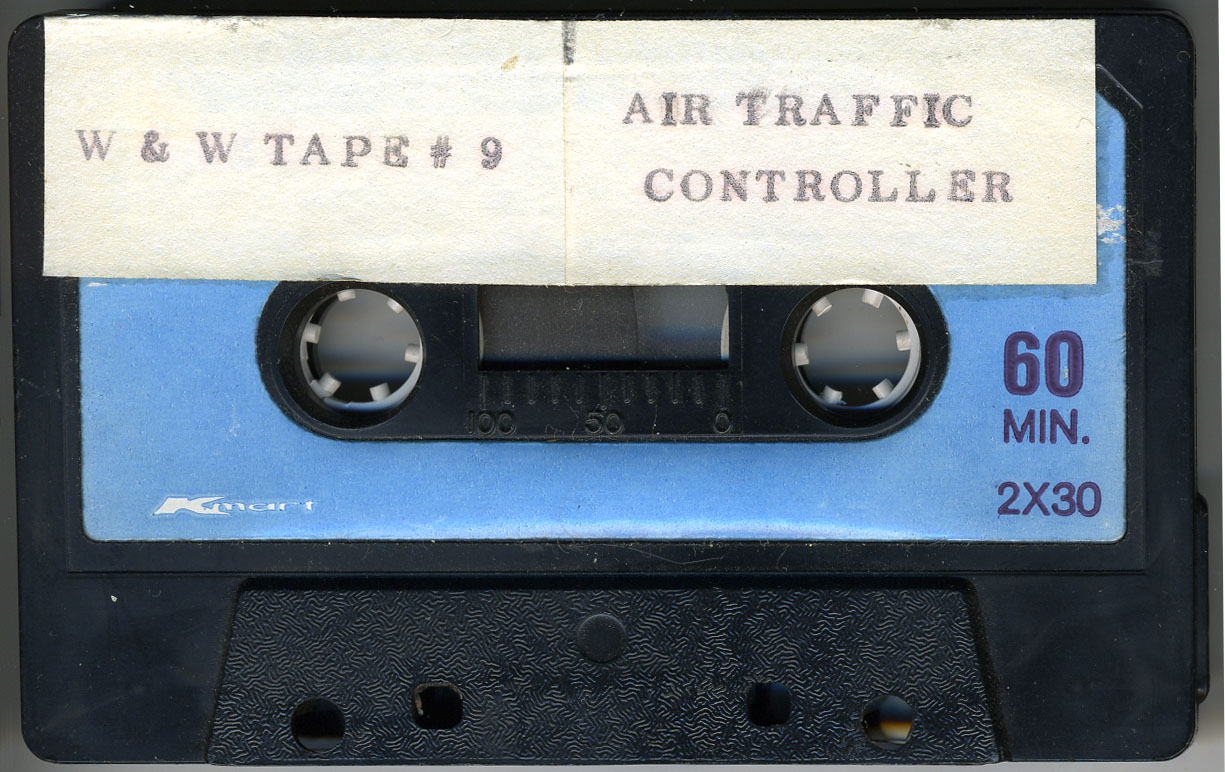 W & W TAPE # 9
AIR TRAFFIC
CONTROLLER
60
MIN.
100 50 0
Kmart
2X30